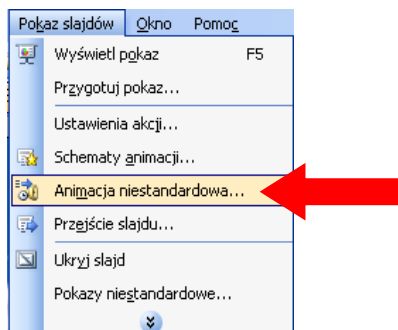 Pokaz slajdów Okno Pomoc
Wyświetl pokaz F5
Przygotuj pokaz...
Ustawienia akcji...
Schematy animacji...
Animacja niestandardowa...
Przejście slajdu...
Ukryj slajd
Pokazy niestandardowe...